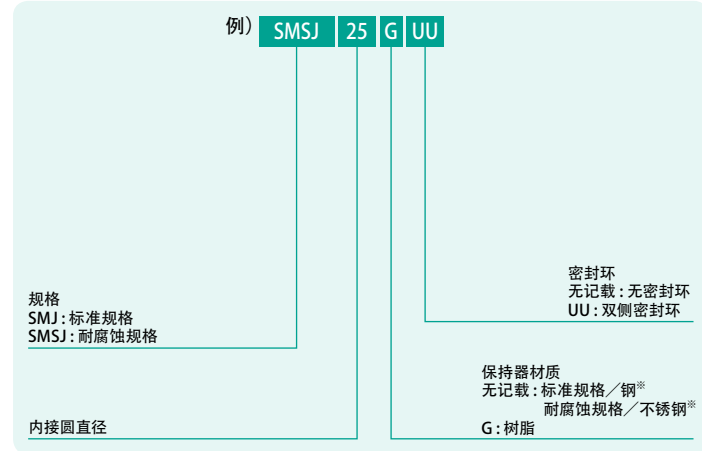 例） SMSJ 25 G UU
密封环
无记载：无密封环
UU：双侧密封环
规格
SMJ：标准规格
SMSJ：耐腐蚀规格
保持器材质
无记载：标准规格／钢※
耐腐蚀规格／不锈钢※
G：树脂
内接圆直径